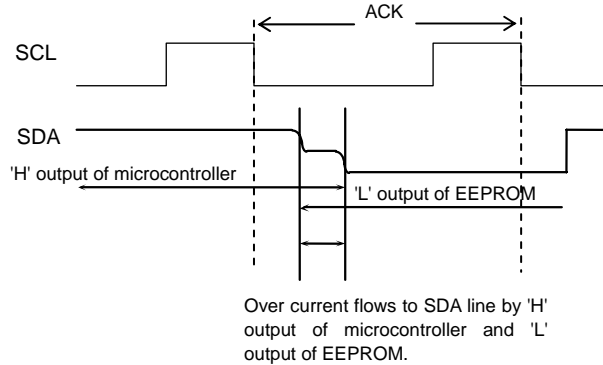 ACK
SCL
SDA
'H' output of microcontroller
'L' output of EEPROM
Over current flows to SDA line by 'H'
output of microcontroller and 'L'
output of EEPROM.